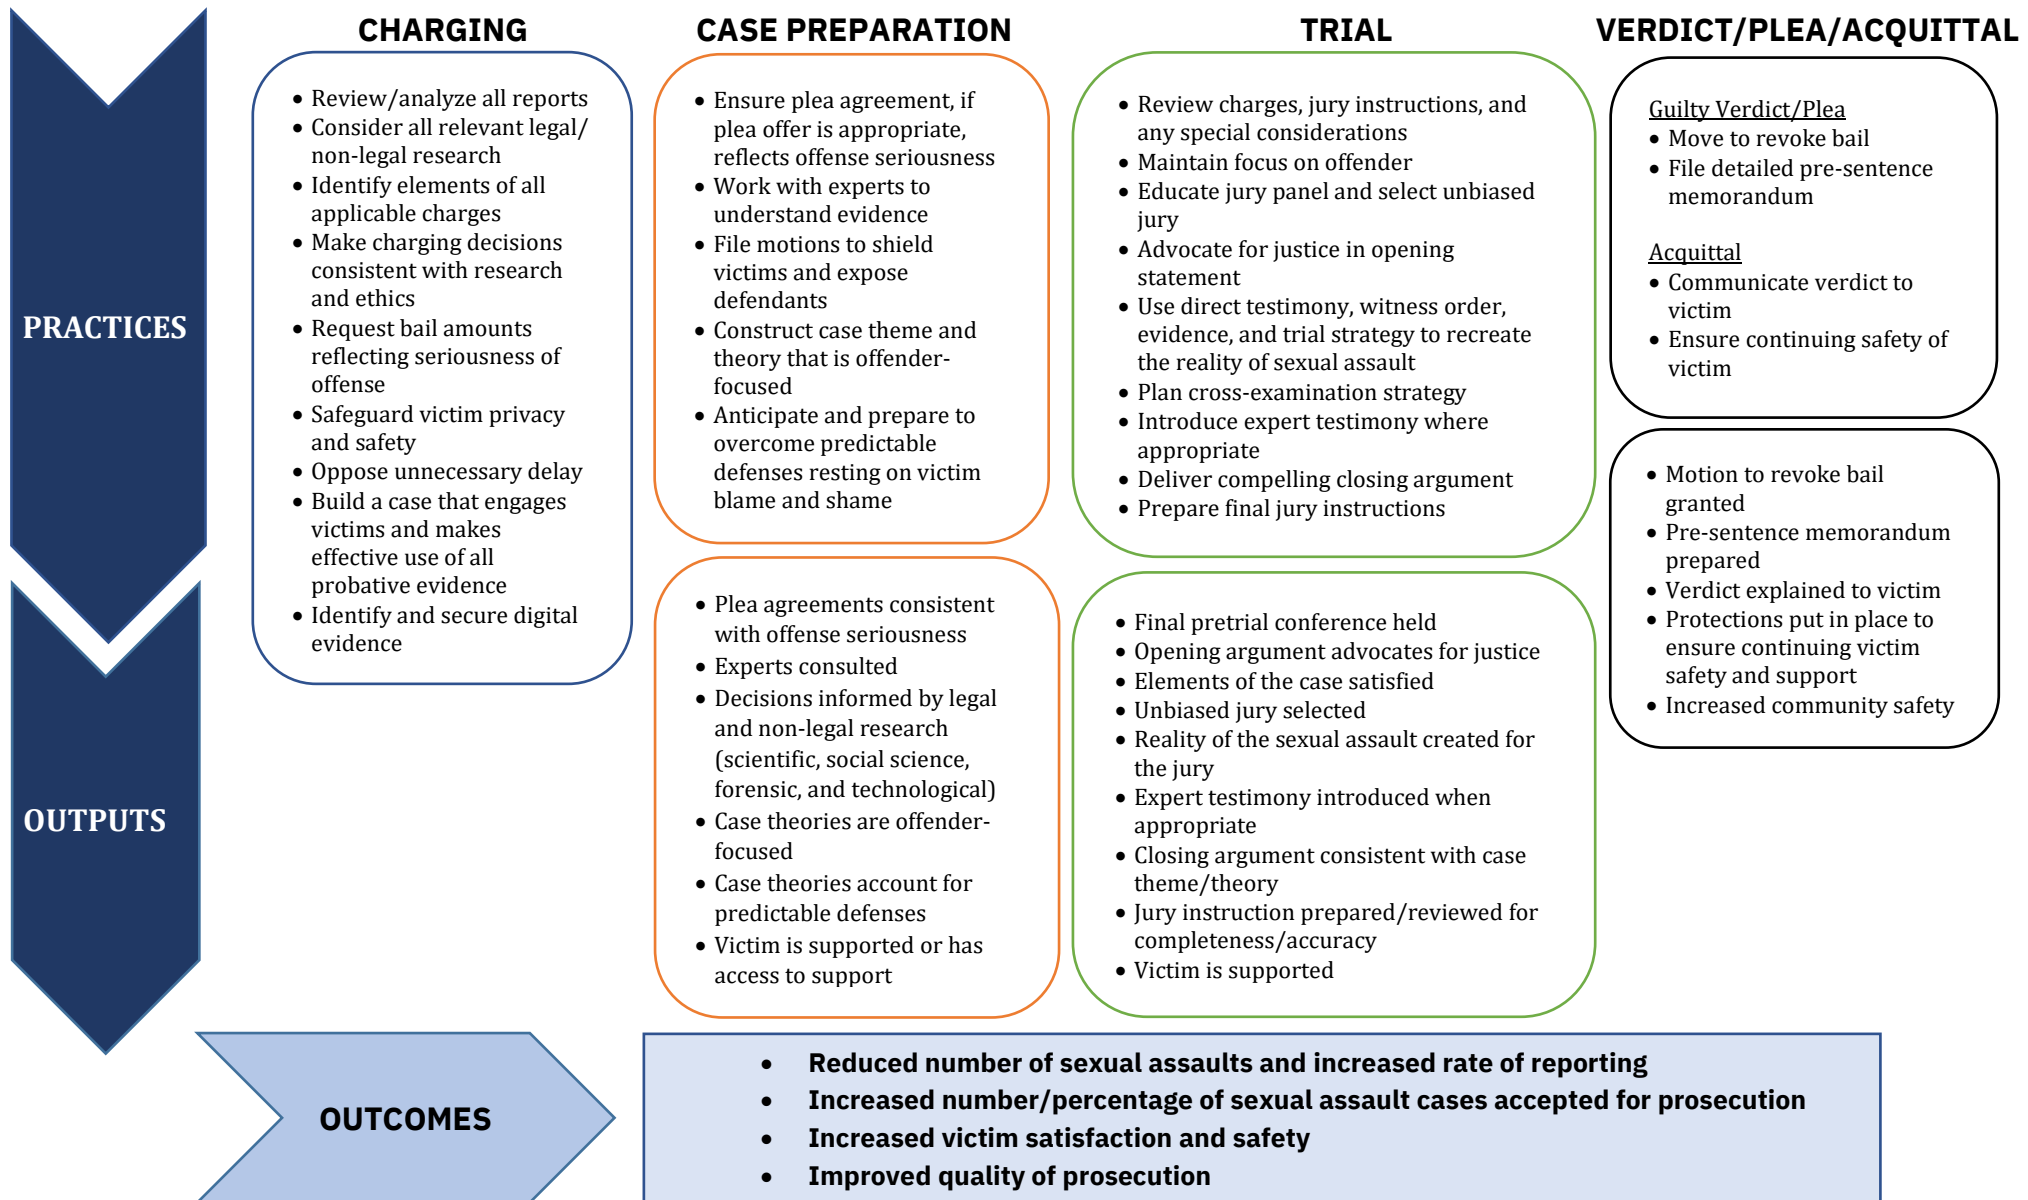 CHARGING
CASE PREPARATION
TRIAL
VERDICT/PLEA/ACQUITTAL
PRACTICES
• Review/analyze all reports
• Consider all relevant legal/
non-legal research
• Identify elements of all
applicable charges
• Make charging decisions
consistent with research
and ethics
• Request bail amounts
reflecting seriousness of
offense
• Safeguard victim privacy
and safety
• Oppose unnecessary delay
• Build a case that engages
victims and makes
effective use of all
probative evidence
• Identify and secure digital
evidence
• Ensure plea agreement, if
plea offer is appropriate,
reflects offense seriousness
• Work with experts to
understand evidence
• File motions to shield
victims and expose
defendants
• Construct case theme and
theory that is offender-
focused
• Anticipate and prepare to
overcome predictable
defenses resting on victim
blame and shame
• Review charges, jury instructions, and
any special considerations
• Maintain focus on offender
• Educate jury panel and select unbiased
jury
• Advocate for justice in opening
statement
• Use direct testimony, witness order,
evidence, and trial strategy to recreate
the reality of sexual assault
• Plan cross-examination strategy
• Introduce expert testimony where
appropriate
• Deliver compelling closing argument
• Prepare final jury instructions
Guilty Verdict/Plea
• Move to revoke bail
• File detailed pre-sentence
memorandum
Acquittal
• Communicate verdict to
victim
• Ensure continuing safety of
victim
OUTPUTS
• Plea agreements consistent
with offense seriousness
• Experts consulted
• Decisions informed by legal
and non-legal research
(scientific, social science,
forensic, and technological)
• Case theories are offender-
focused
• Case theories account for
predictable defenses
• Victim is supported or has
access to support
• Final pretrial conference held
• Opening argument advocates for justice
• Elements of the case satisfied
• Unbiased jury selected
• Reality of the sexual assault created for
the jury
• Expert testimony introduced when
appropriate
• Closing argument consistent with case
theme/theory
• Jury instruction prepared/reviewed for
completeness/accuracy
• Victim is supported
• Motion to revoke bail
granted
• Pre-sentence memorandum
prepared
• Verdict explained to victim
• Protections put in place to
ensure continuing victim
safety and support
• Increased community safety
OUTCOMES
• Reduced number of sexual assaults and increased rate of reporting
• Increased number/percentage of sexual assault cases accepted for prosecution
• Increased victim satisfaction and safety
• Improved quality of prosecution